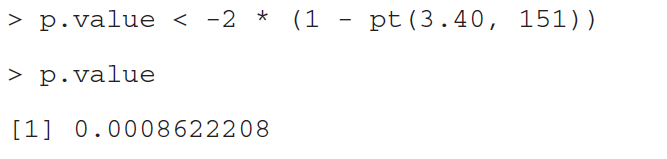 > p.value < -2 * (1 - pt(3.40, 151))
> p.value
[1] 0.0008622208